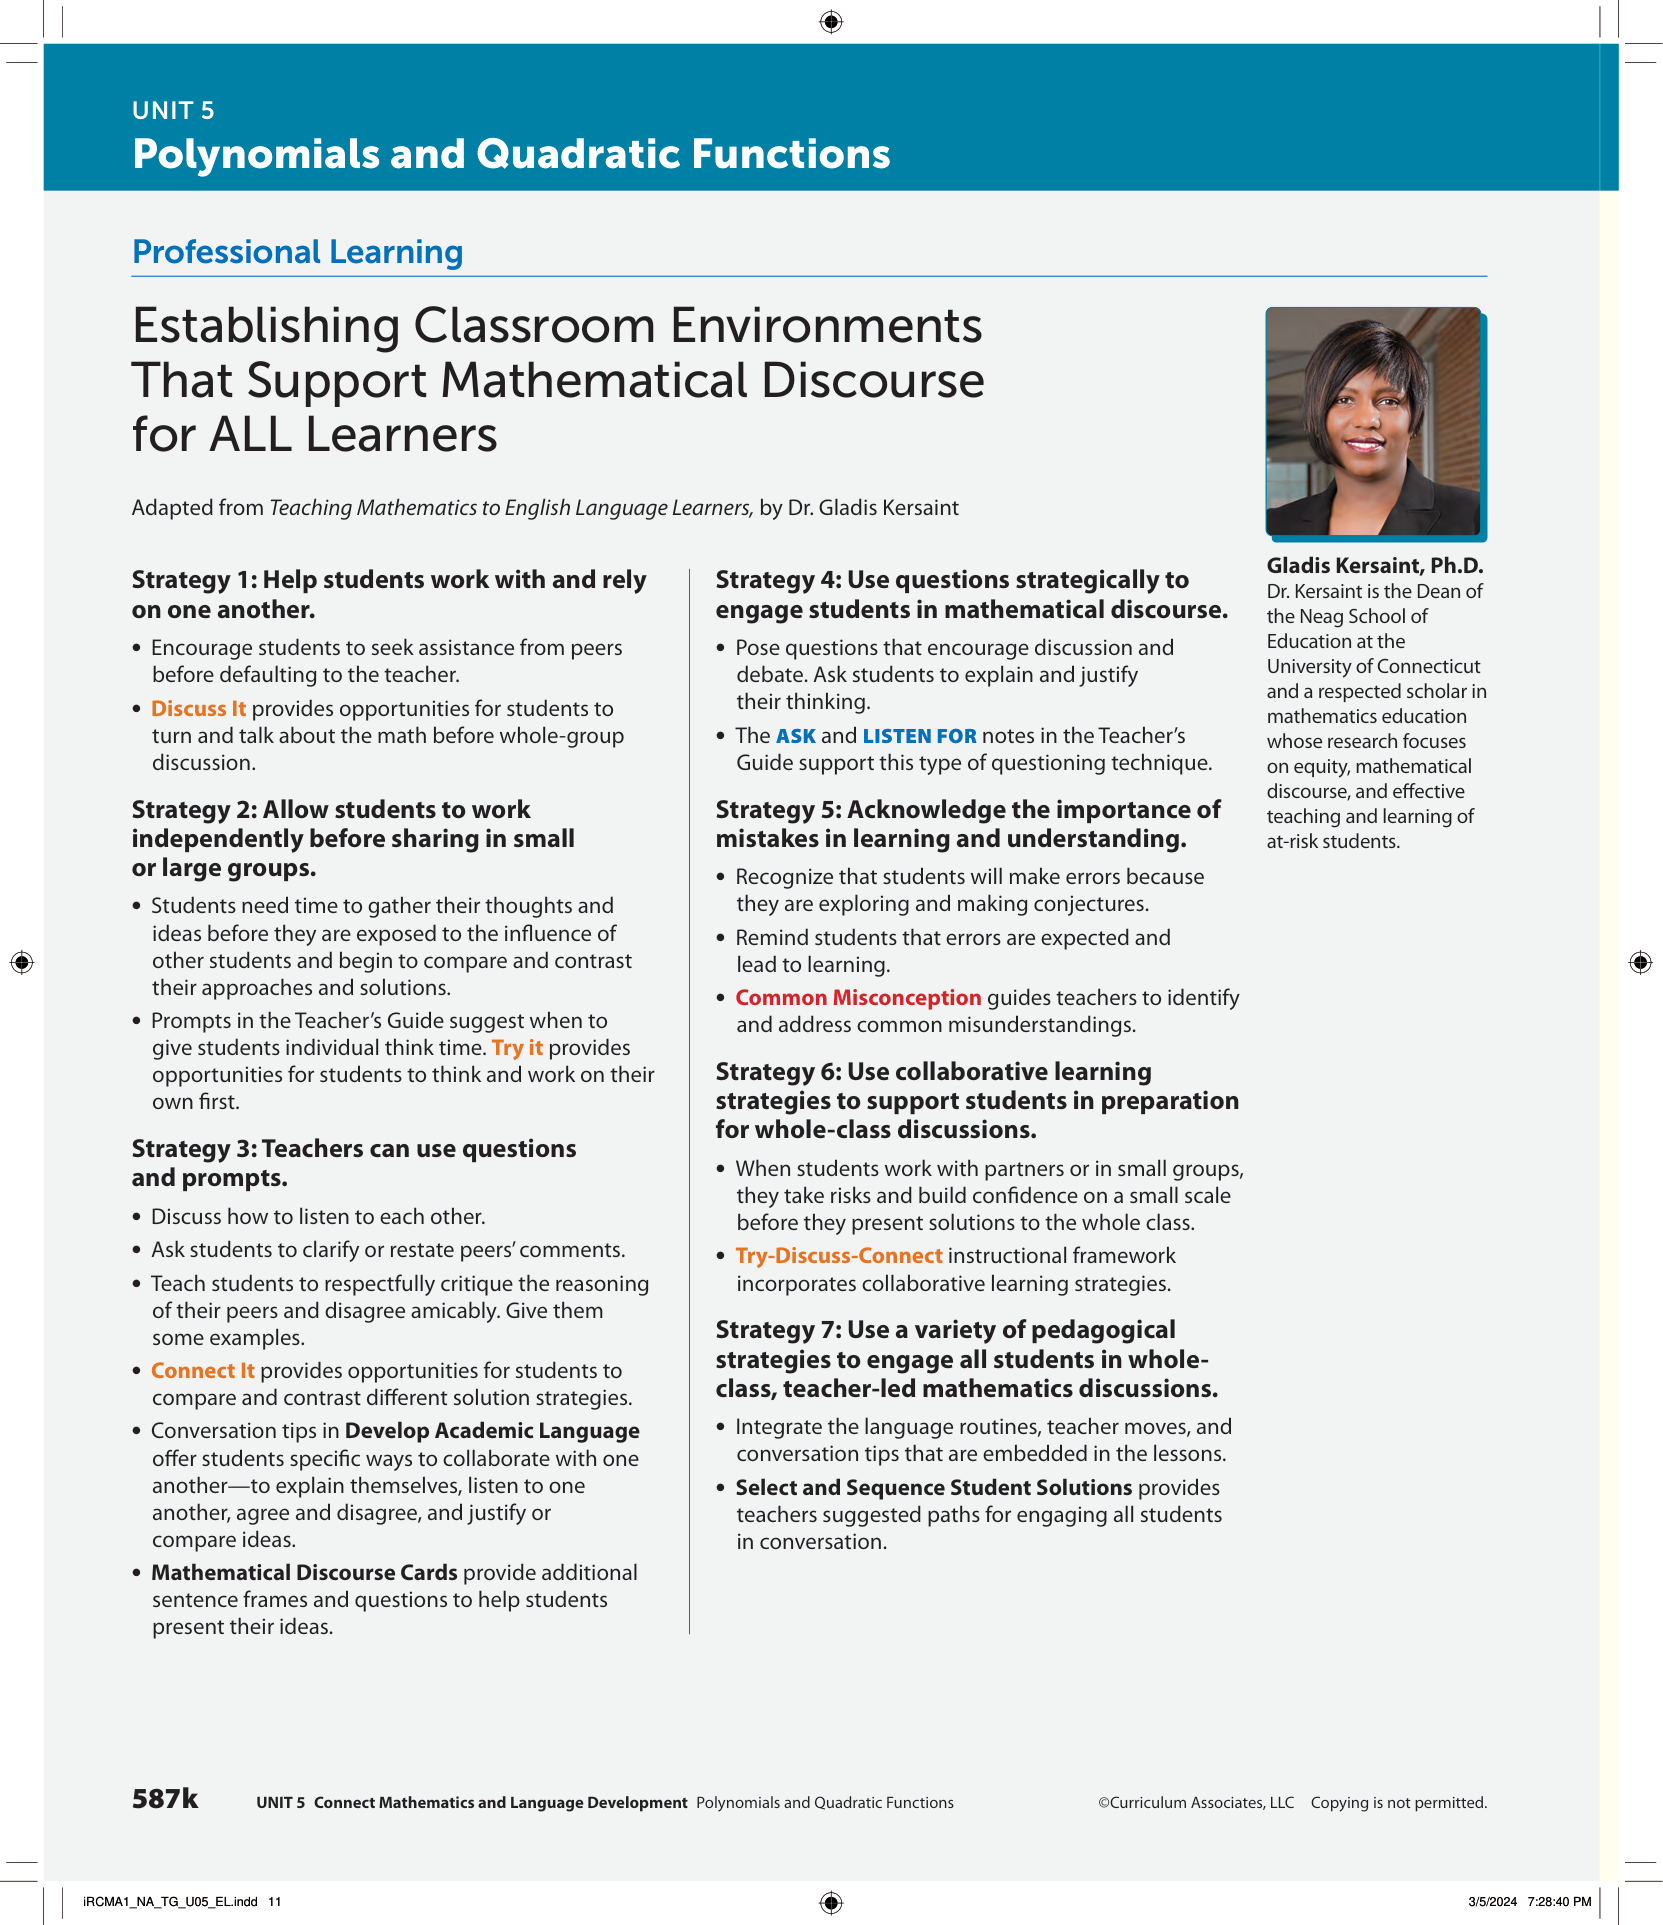 UNIT 5
Polynomials and Quadratic Functions
Professional Learning
Establishing Classroom Environments
That Support Mathematical Discourse
for ALL Learners
Adapted from Teaching Mathematics to English Language Learners, by Dr. Gladis Kersaint
Strategy 1: Help students work with and rely
on one another.
• Encourage students to seek assistance from peers
before defaulting to the teacher.
• Discuss It provides opportunities for students to
turn and talk about the math before whole-group
discussion.
Strategy 2: Allow students to work
independently before sharing in small
or large groups.
• Students need time to gather their thoughts and
ideas before they are exposed to the influence of
other students and begin to compare and contrast
their approaches and solutions.
• Prompts in the Teacher’s Guide suggest when to
give students individual think time. Try it provides
opportunities for students to think and work on their
own first.
Strategy 3: Teachers can use questions
and prompts.
• Discuss how to listen to each other.
• Ask students to clarify or restate peers’ comments.
• Teach students to respectfully critique the reasoning
of their peers and disagree amicably. Give them
some examples.
• Connect It provides opportunities for students to
compare and contrast different solution strategies.
• Conversation tips in Develop Academic Language
offer students specific ways to collaborate with one
another—to explain themselves, listen to one
another, agree and disagree, and justify or
compare ideas.
• Mathematical Discourse Cards provide additional
sentence frames and questions to help students
present their ideas.
Strategy 4: Use questions strategically to
engage students in mathematical discourse.
• Pose questions that encourage discussion and
debate. Ask students to explain and justify
their thinking.
• The ASK and LISTEN FOR notes in the Teacher’s
Guide support this type of questioning technique.
Strategy 5: Acknowledge the importance of
mistakes in learning and understanding.
• Recognize that students will make errors because
they are exploring and making conjectures.
• Remind students that errors are expected and
lead to learning.
• Common Misconception guides teachers to identify
and address common misunderstandings.
Strategy 6: Use collaborative learning
strategies to support students in preparation
for whole-class discussions.
• When students work with partners or in small groups,
they take risks and build confidence on a small scale
before they present solutions to the whole class.
• Try-Discuss-Connect instructional framework
incorporates collaborative learning strategies.
Strategy 7: Use a variety of pedagogical
strategies to engage all students in whole-
class, teacher-led mathematics discussions.
• Integrate the language routines, teacher moves, and
conversation tips that are embedded in the lessons.
• Select and Sequence Student Solutions provides
teachers suggested paths for engaging all students
in conversation.
Gladis Kersaint, Ph.D.
Dr. Kersaint is the Dean of
the Neag School of
Education at the
University of Connecticut
and a respected scholar in
mathematics education
whose research focuses
on equity, mathematical
discourse, and effective
teaching and learning of
at-risk students.
587k UNIT 5 Connect Mathematics and Language Development Polynomials and Quadratic Functions ©Curriculum Associates, LLC Copying is not permitted.
iRCMA1_NA_TG_U05_EL.indd 11 3/5/2024 7:28:40 PM